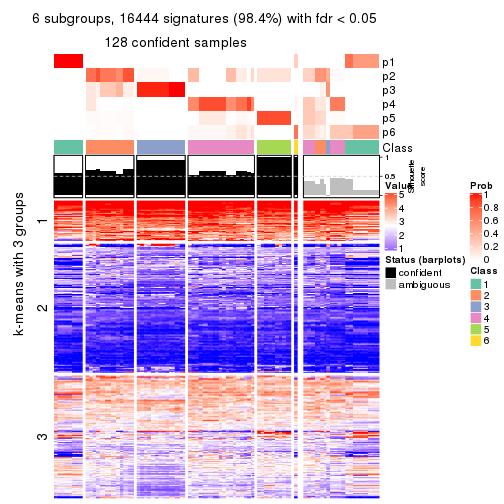 6 subgroups, 16444 signatures (98.4%) with fdr < 0.05
128 confident samples
p1
p2
p3
p4
p5
p6
Class
1
0.5
0
Silhouette
score
k-means with 3 groups
1
2
3
Value
5
4
3
2
1
Status (barplots)
confident
ambiguous
Prob
1
0.8
0.6
0.4
0.2
0
Class
1
2
3
4
5
6